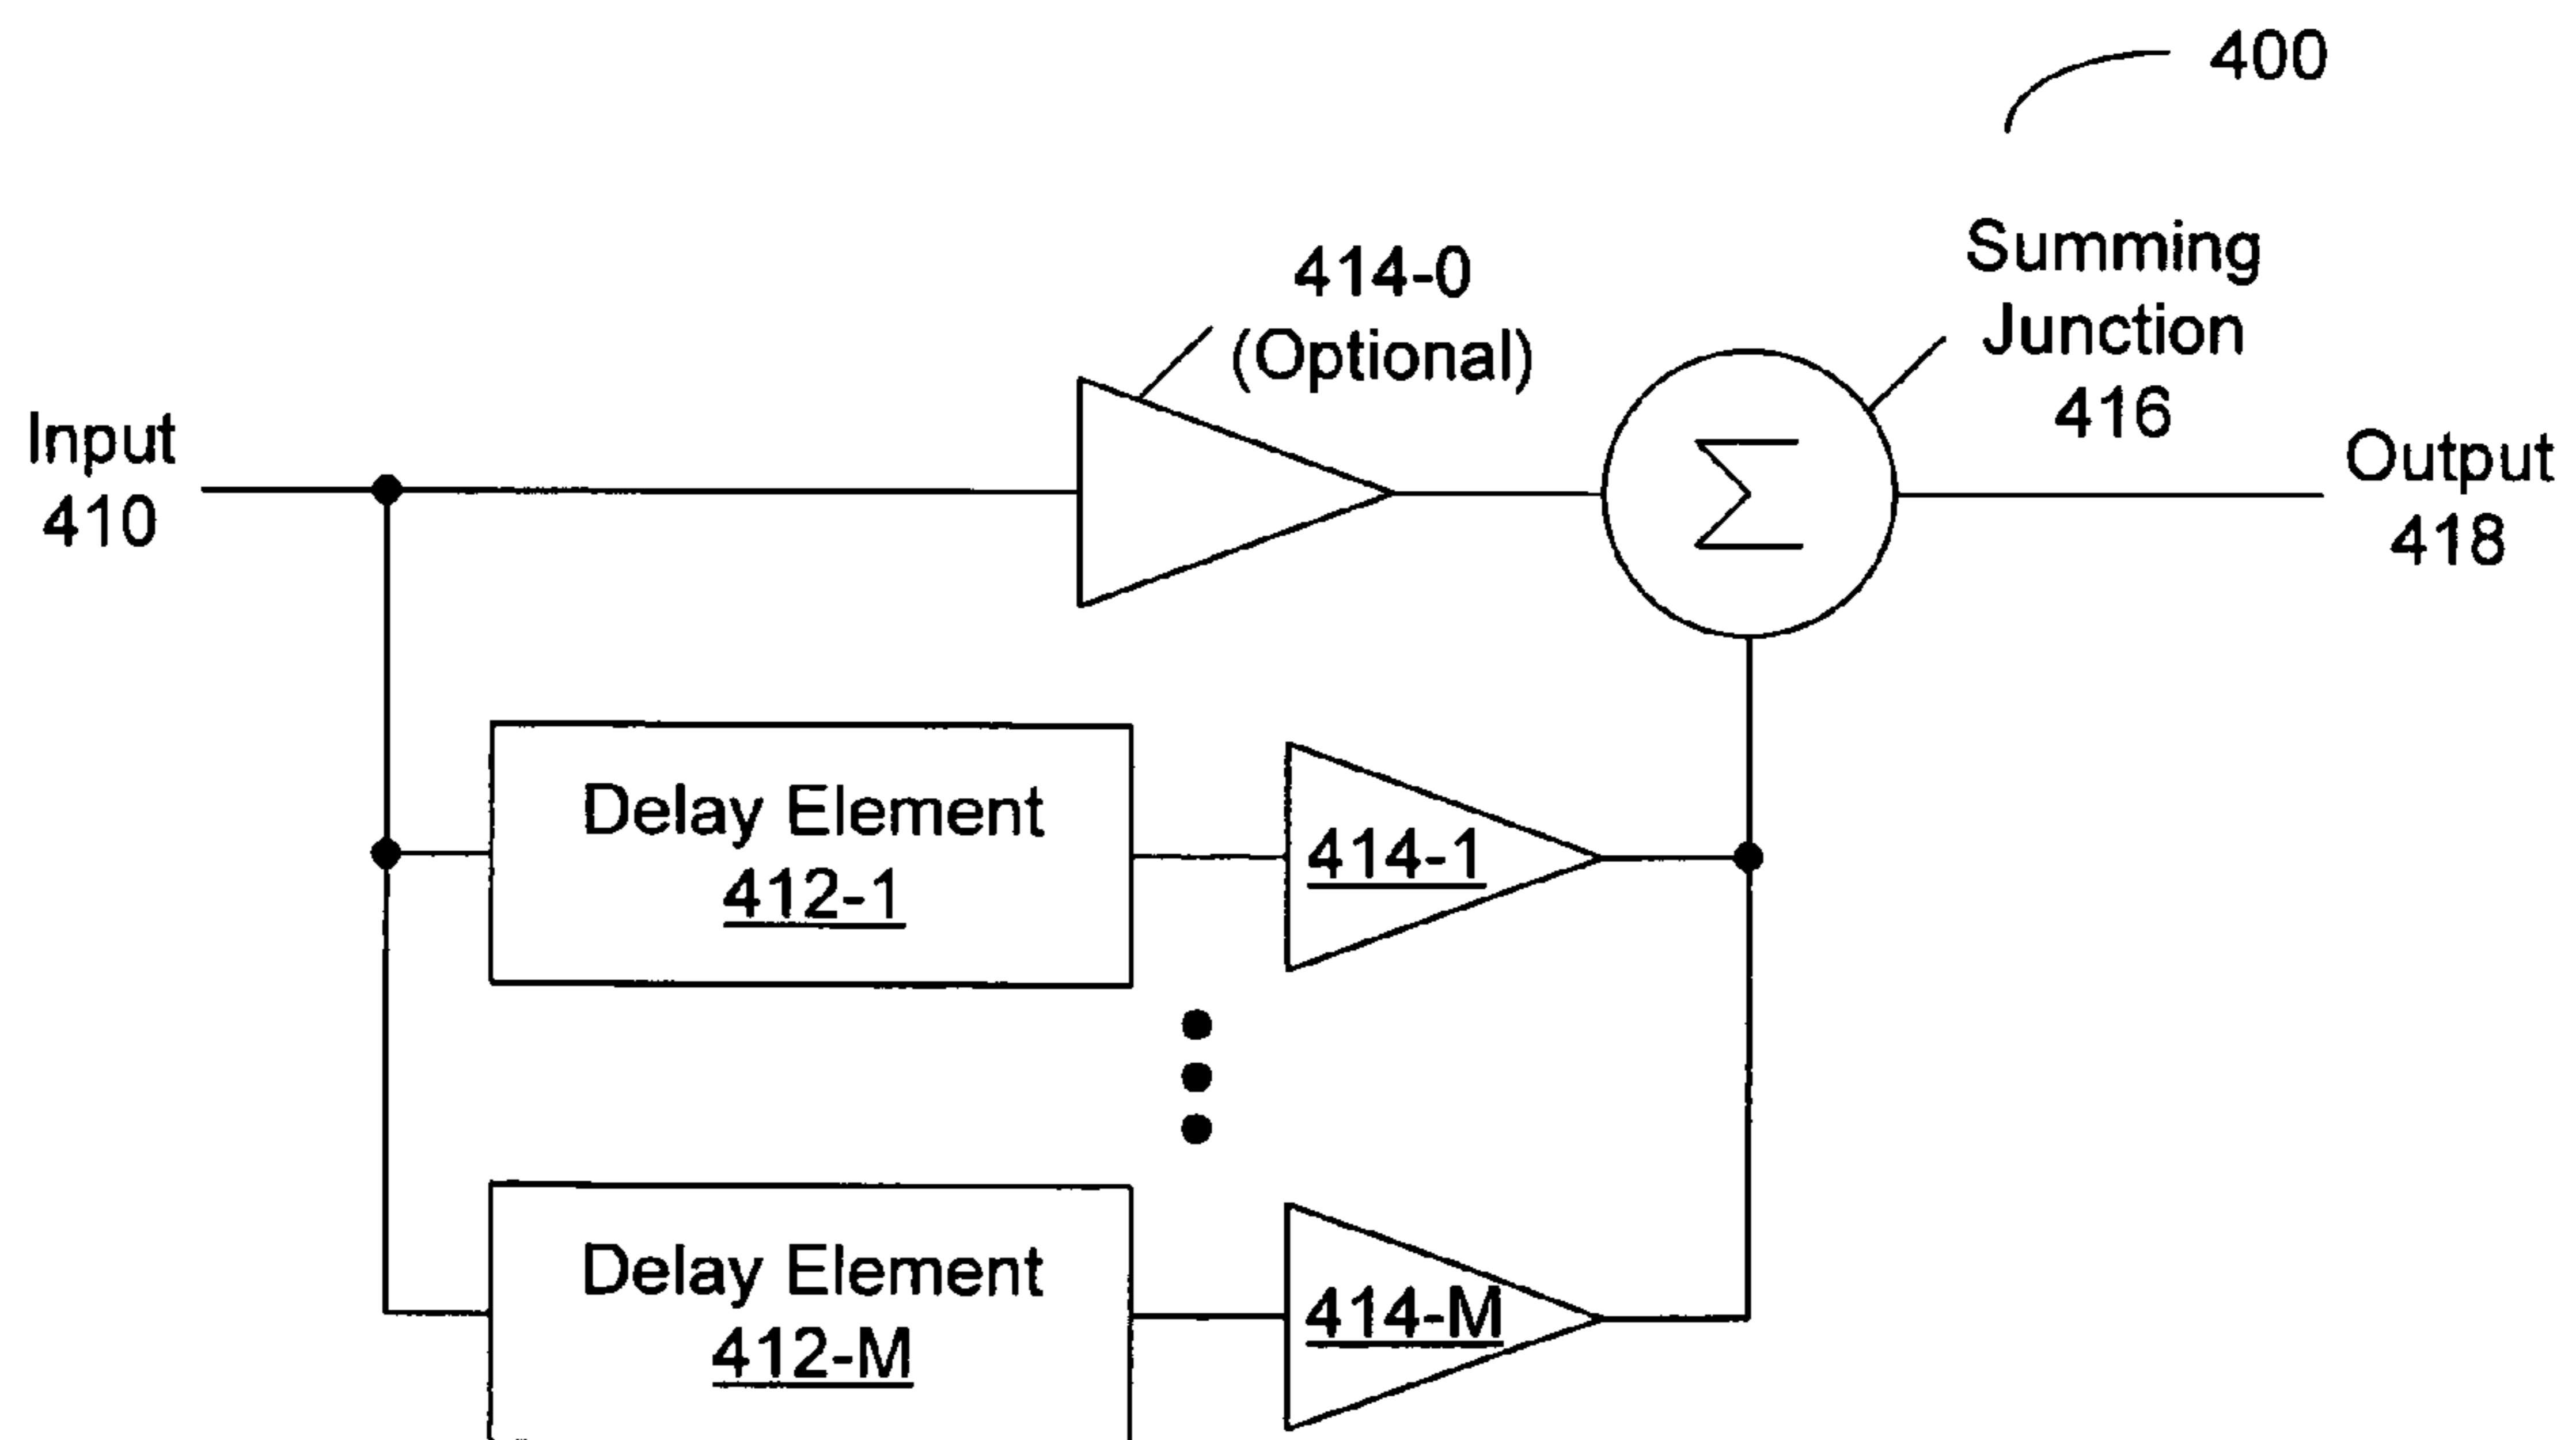 400
Summing
Junction
416
414-0
(Optional)
Input
410
Σ
Output
418
Delay Element
412-1
414-1
Delay Element
412-M
414-M